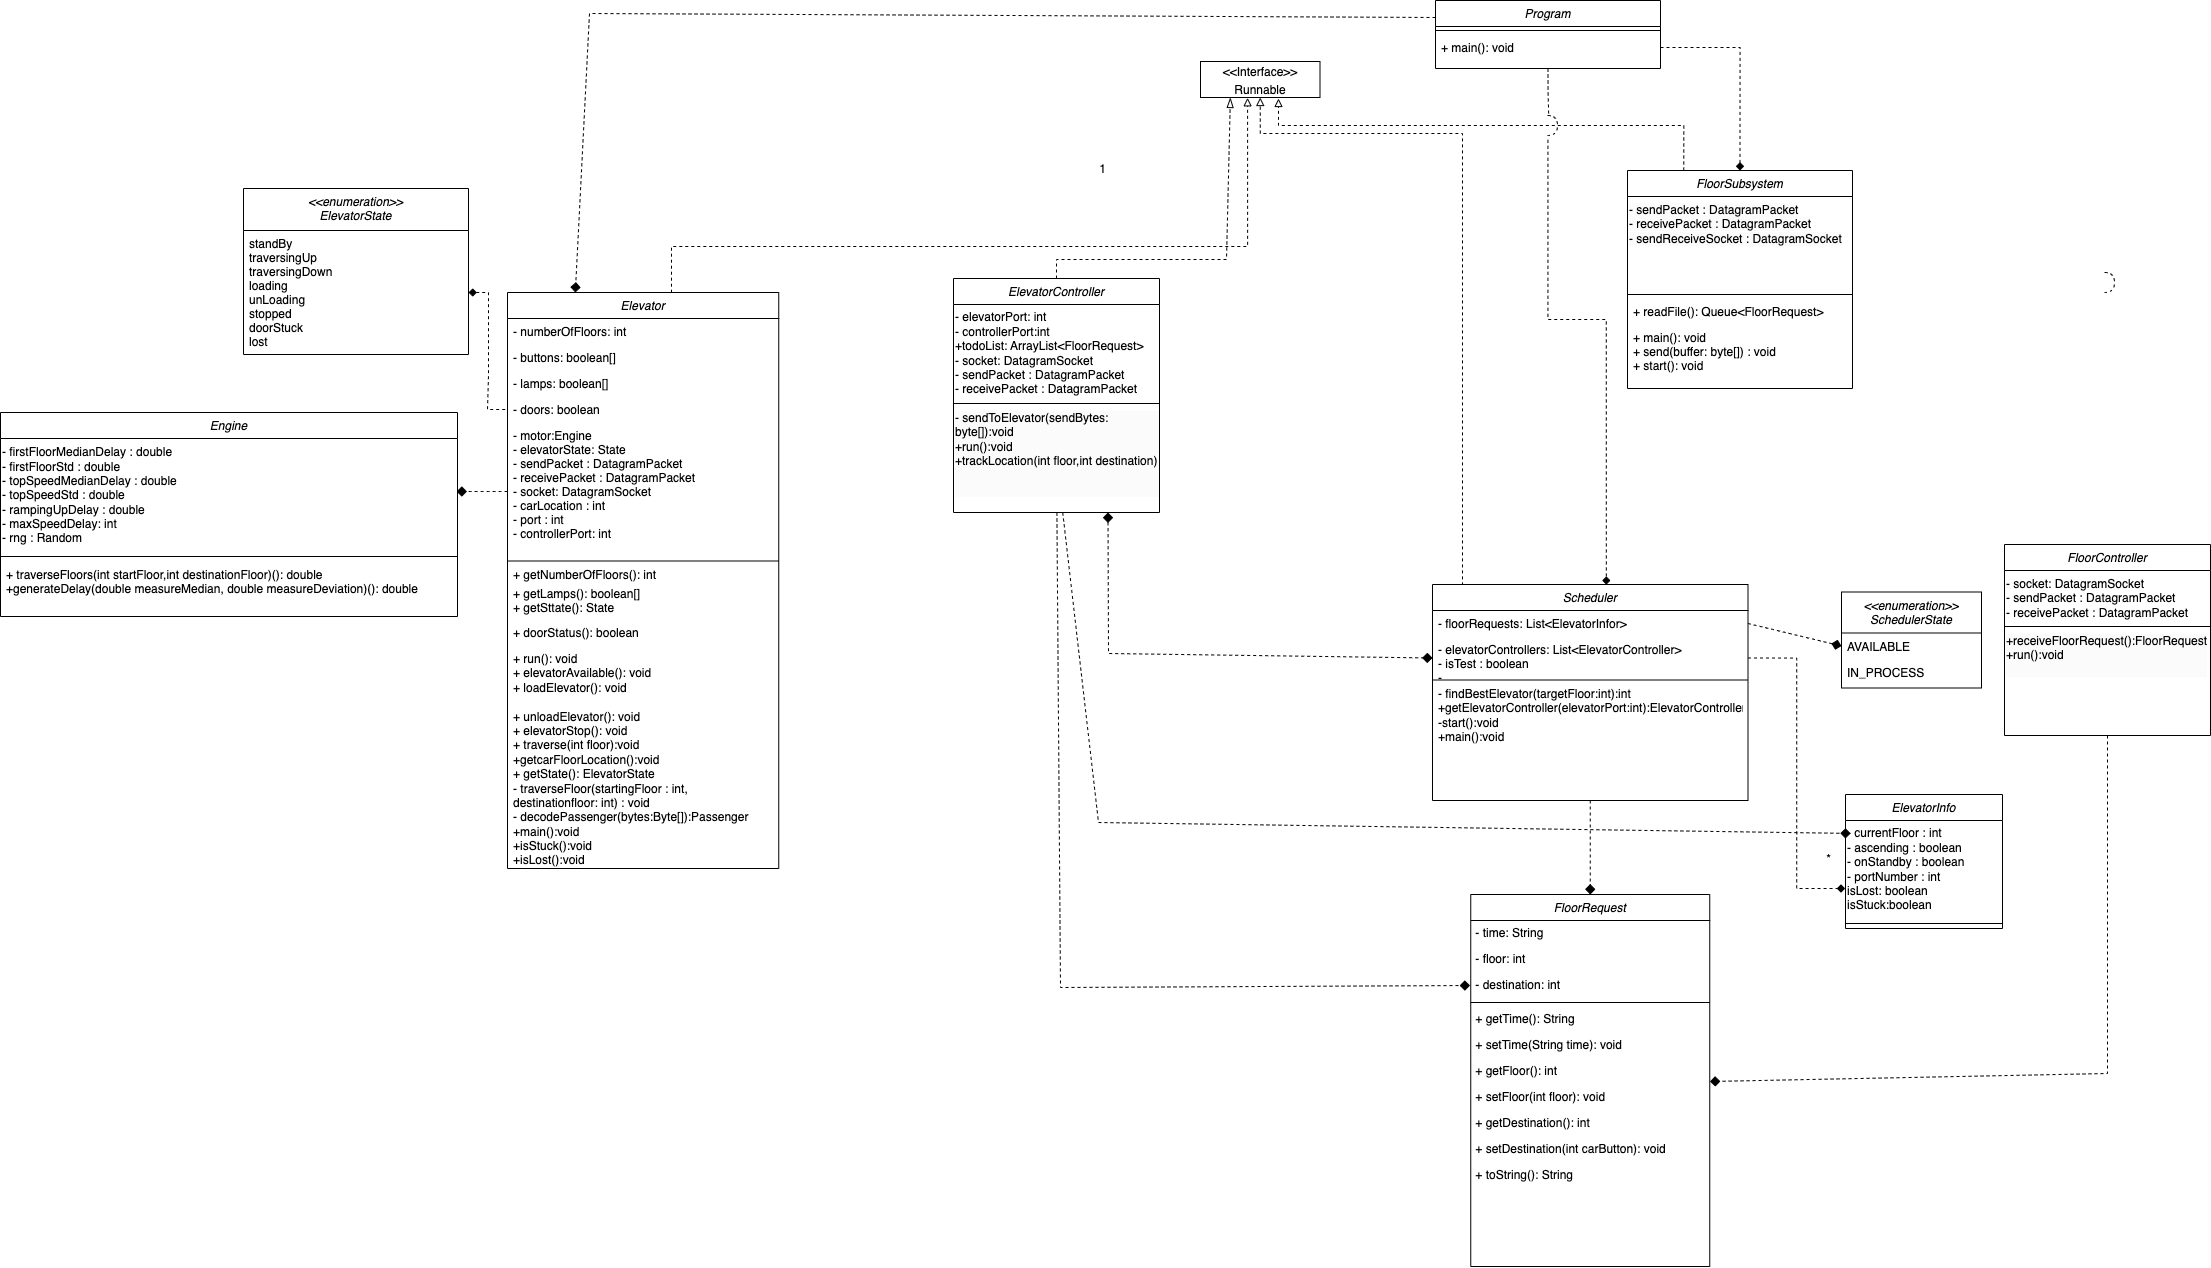 Program
+ main(): void
<<Interface>>
Runnable
1
<<enumeration>>
ElevatorState
standBy
traversingUp
traversingDown
loading
unLoading
stopped
doorStuck
lost
Engine
- firstFloorMedianDelay : double
- firstFloorStd : double
- topSpeedMedianDelay : double
- topSpeedStd : double
- rampingUpDelay : double
- maxSpeedDelay: int
- rng : Random
+ traverseFloors(int startFloor,int destinationFloor)(): double
+generateDelay(double measureMedian, double measureDeviation)(): double
Elevator
- numberOfFloors: int
- buttons: boolean[]
- lamps: boolean[]
- doors: boolean
- motor:Engine
- elevatorState: State
- sendPacket : DatagramPacket
- receivePacket : DatagramPacket
- socket: DatagramSocket
- carLocation : int
- port : int
- controllerPort: int
+ getNumberOfFloors(): int
+ getLamps(): boolean[]
+ getSttate(): State
+ doorStatus(): boolean
+ run(): void
+ elevatorAvailable(): void
+ loadElevator(): void
+ unloadElevator(): void
+ elevatorStop(): void
+ traverse(int floor):void
+getcarFloorLocation():void
+ getState(): ElevatorState
- traverseFloor(startingFloor : int,
destinationfloor: int) : void
- decodePassenger(bytes:Byte[]):Passenger
+main():void
+isStuck():void
+isLost():void
ElevatorController
- elevatorPort: int
- controllerPort:int
+todoList: ArrayList<FloorRequest>
- socket: DatagramSocket
- sendPacket : DatagramPacket
- receivePacket : DatagramPacket
- sendToElevator(sendBytes:
byte[]):void
+run():void
+trackLocation(int floor,int destination)
FloorSubsystem
- sendPacket : DatagramPacket
- receivePacket : DatagramPacket
- sendReceiveSocket : DatagramSocket
+ readFile(): Queue<FloorRequest>
+ main(): void
+ send(buffer: byte[]) : void
+ start(): void
Scheduler
- floorRequests: List<ElevatorInfor>
- elevatorControllers: List<ElevatorController>
- isTest : boolean
-
- findBestElevator(targetFloor:int):int
+getElevatorController(elevatorPort:int):ElevatorController
-start():void
+main():void
<<enumeration>>
SchedulerState
AVAILABLE
IN_PROCESS
FloorController
- socket: DatagramSocket
- sendPacket : DatagramPacket
- receivePacket : DatagramPacket
+receiveFloorRequest():FloorRequest
+run():void
ElevatorInfo
currentFloor : int
- ascending : boolean
- onStandby : boolean
- portNumber : int
isLost: boolean
isStuck:boolean
*
FloorRequest
- time: String
- floor: int
- destination: int
+ getTime(): String
+ setTime(String time): void
+ getFloor(): int
+ setFloor(int floor): void
+ getDestination(): int
+ setDestination(int carButton): void
+ toString(): String